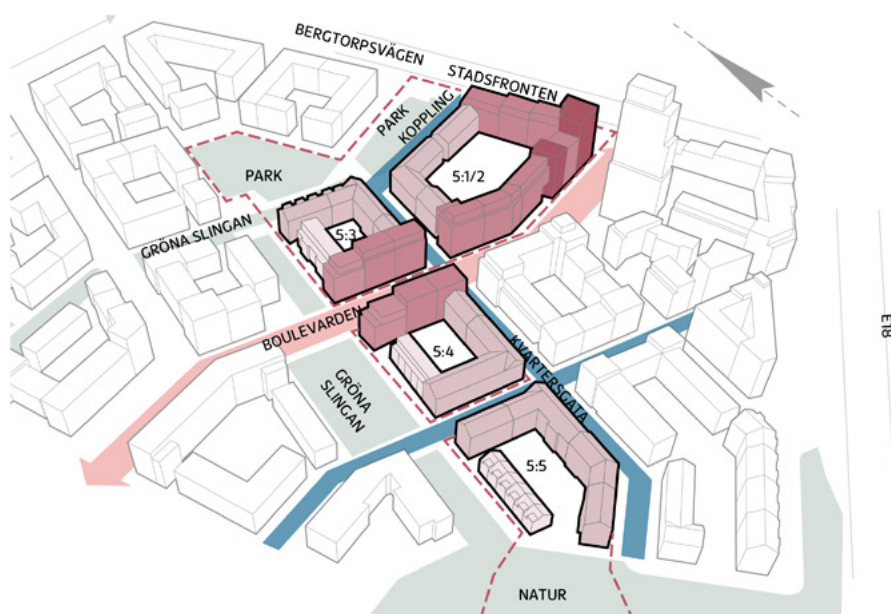 BERGTORPSVÄGEN
STADSFRONTEN
PARK
KOPPLING
PARK
5:1/2
GRÖNA SLINGAN
5:3
BOULEVARDEN
5:4
KVARTERSGATA
E18
GRÖNA
SLINGAN
5:5
NATUR